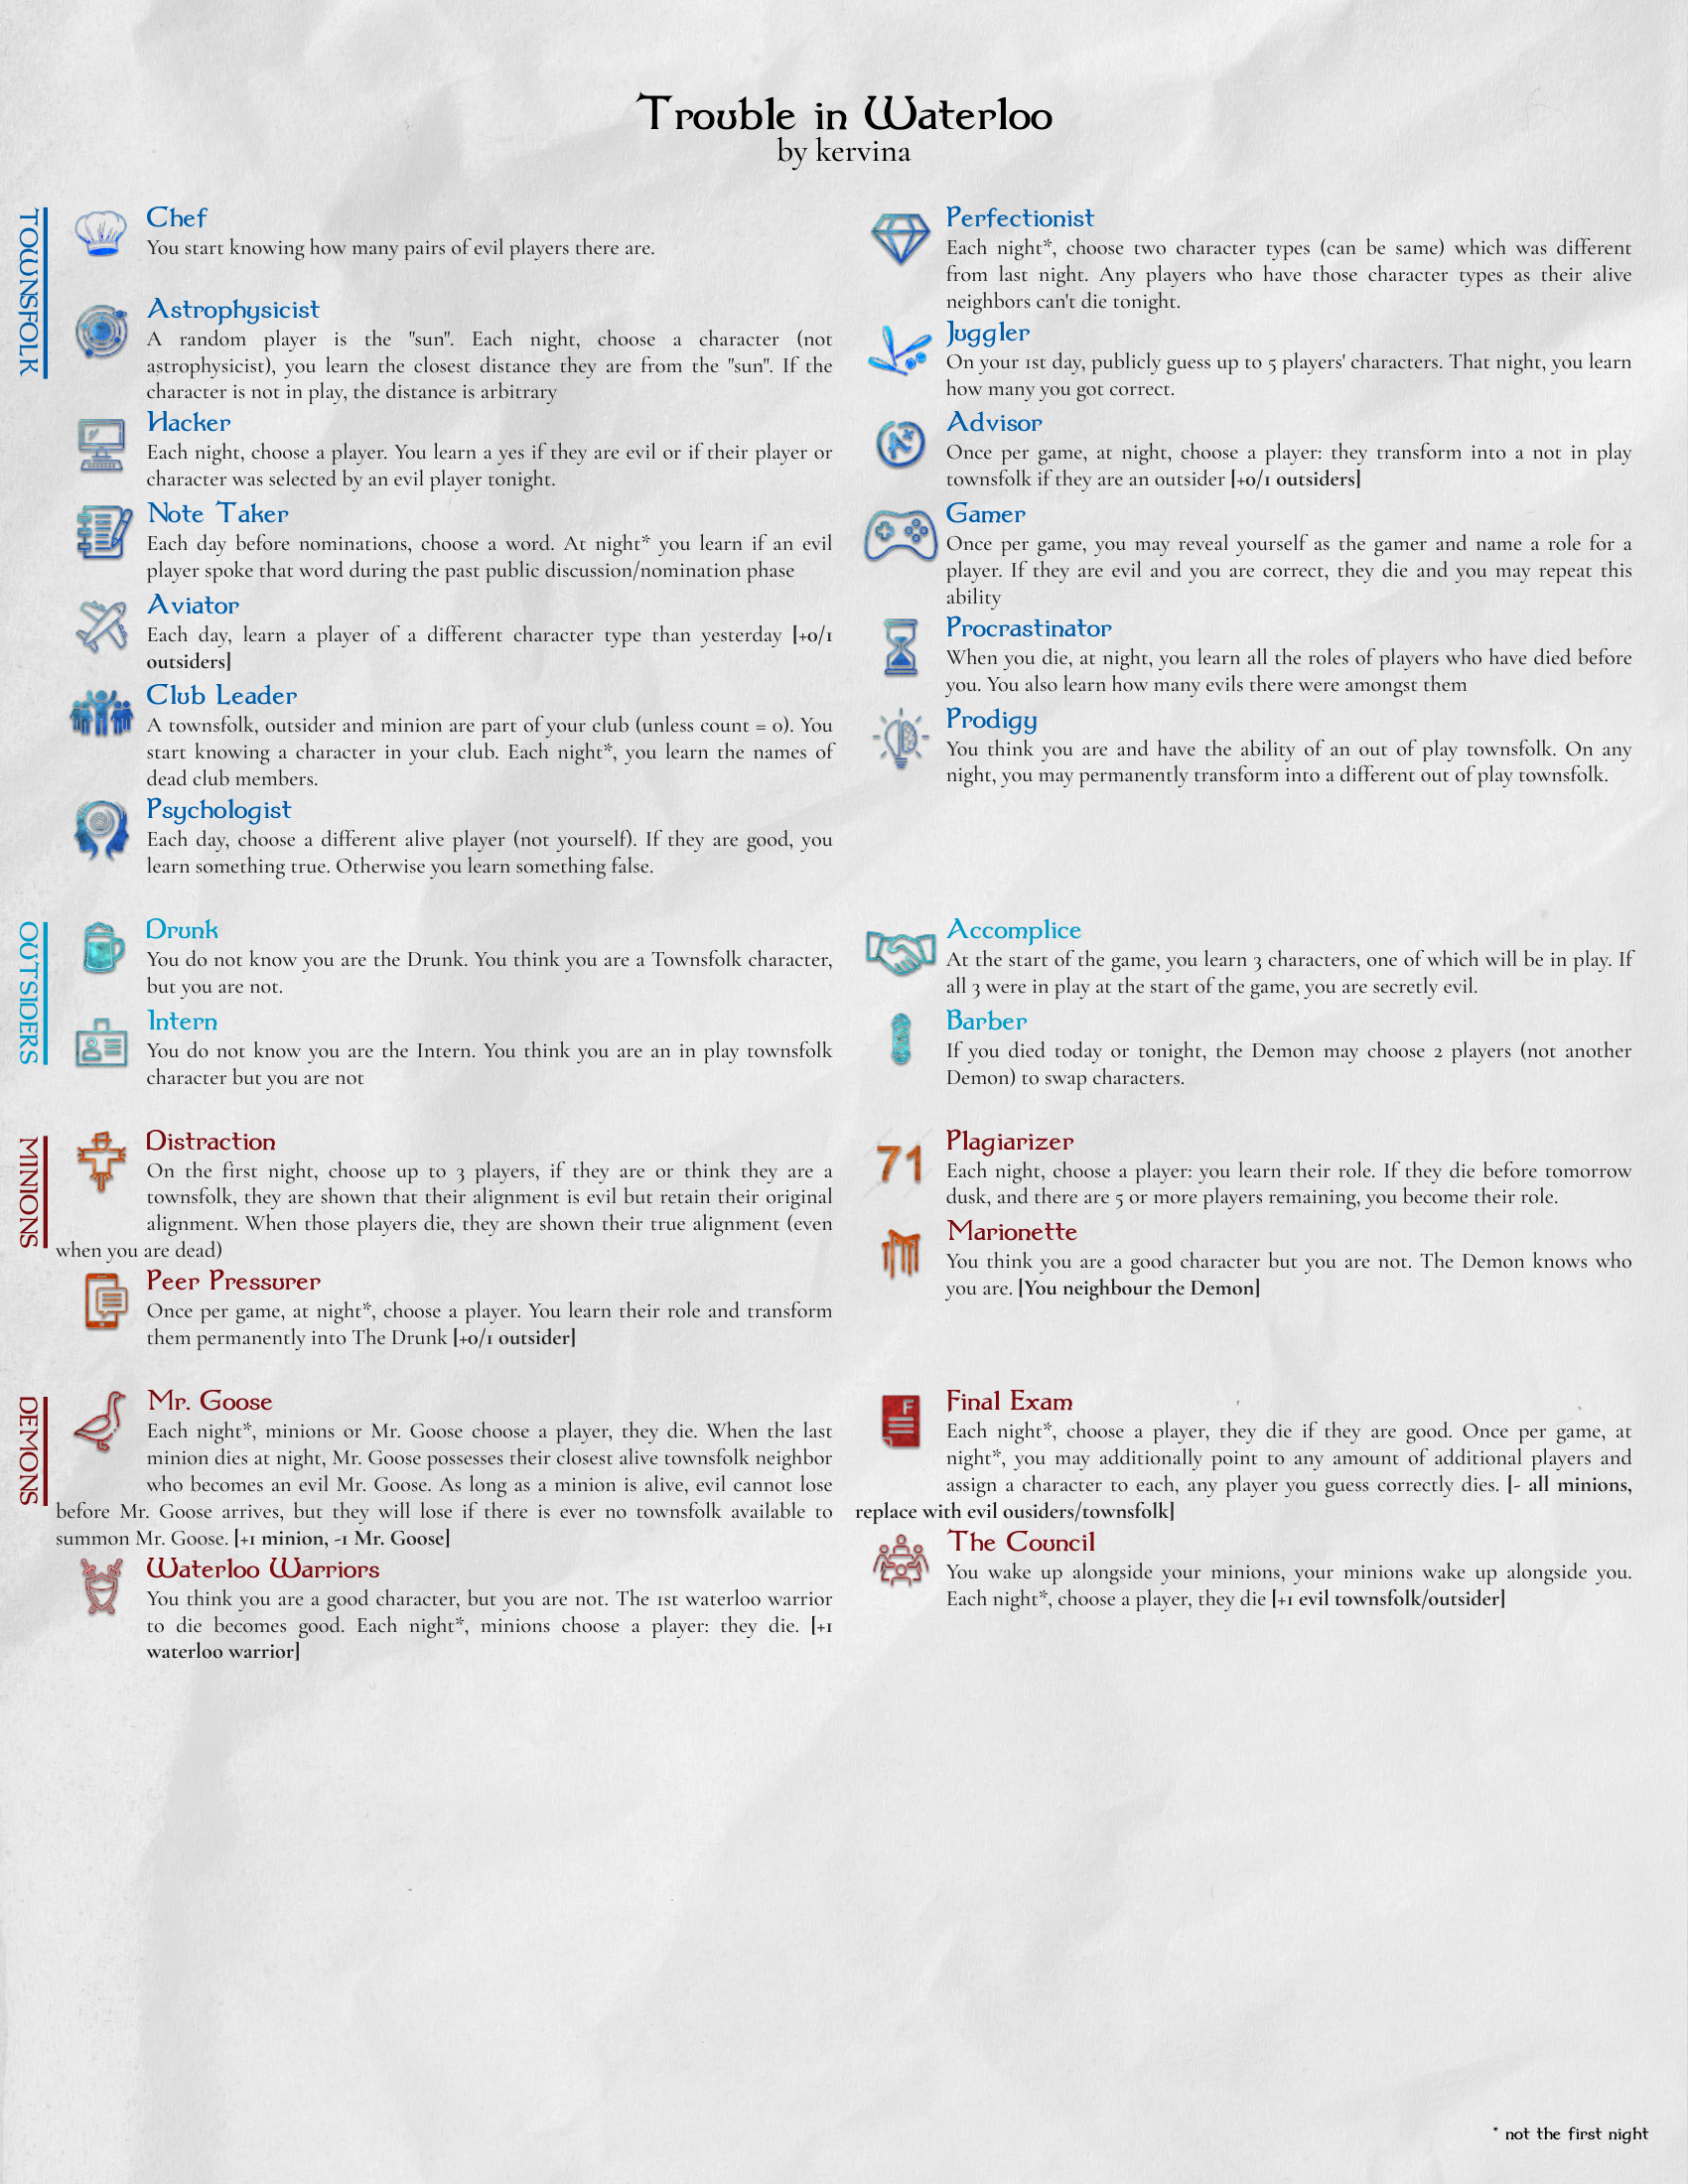 Trouble in Waterloo
by kervina
TOWNSFOLK
Chef
You start knowing how many pairs of evil players there are.
Astrophysicist
A random player is the "sun". Each night, choose a character (not
astrophysicist), you learn the closest distance they are from the "sun". If the
character is not in play, the distance is arbitrary
Hacker
Each night, choose a player. You learn a yes if they are evil or if their player or
character was selected by an evil player tonight.
Note Taker
Each day before nominations, choose a word. At night* you learn if an evil
player spoke that word during the past public discussion/nomination phase
Aviator
Each day, learn a player of a different character type than yesterday [+0/1
outsiders]
Club Leader
A townsfolk, outsider and minion are part of your club (unless count = 0). You
start knowing a character in your club. Each night*, you learn the names of
dead club members.
Psychologist
Each day, choose a different alive player (not yourself). If they are good, you
learn something true. Otherwise you learn something false.
Perfectionist
Each night*, choose two character types (can be same) which was different
from last night. Any players who have those character types as their alive
neighbors can't die tonight.
Juggler
On your 1st day, publicly guess up to 5 players' characters. That night, you learn
how many you got correct.
Advisor
Once per game, at night, choose a player: they transform into a not in play
townsfolk if they are an outsider [+0/1 outsiders]
Gamer
Once per game, you may reveal yourself as the gamer and name a role for a
player. If they are evil and you are correct, they die and you may repeat this
ability
Procrastinator
When you die, at night, you learn all the roles of players who have died before
you. You also learn how many evils there were amongst them
Prodigy
You think you are and have the ability of an out of play townsfolk. On any
night, you may permanently transform into a different out of play townsfolk.
OUTSIDERS
Drunk
You do not know you are the Drunk. You think you are a Townsfolk character,
but you are not.
Intern
You do not know you are the Intern. You think you are an in play townsfolk
character but you are not
Accomplice
At the start of the game, you learn 3 characters, one of which will be in play. If
all 3 were in play at the start of the game, you are secretly evil.
Barber
If you died today or tonight, the Demon may choose 2 players (not another
Demon) to swap characters.
MINIONS
Distraction
On the first night, choose up to 3 players, if they are or think they are a
townsfolk, they are shown that their alignment is evil but retain their original
alignment. When those players die, they are shown their true alignment (even
when you are dead)
Peer Pressurer
Once per game, at night*, choose a player. You learn their role and transform
them permanently into The Drunk [+0/1 outsider]
71
Plagiarizer
Each night, choose a player: you learn their role. If they die before tomorrow
dusk, and there are 5 or more players remaining, you become their role.
Marionette
You think you are a good character but you are not. The Demon knows who
you are. [You neighbour the Demon]
DEMONS
Mr. Goose
Each night*, minions or Mr. Goose choose a player, they die. When the last
minion dies at night, Mr. Goose possesses their closest alive townsfolk neighbor
who becomes an evil Mr. Goose. As long as a minion is alive, evil cannot lose
before Mr. Goose arrives, but they will lose if there is ever no townsfolk available to
summon Mr. Goose. [+1 minion, -1 Mr. Goose]
Waterloo Warriors
You think you are a good character, but you are not. The 1st waterloo warrior
to die becomes good. Each night*, minions choose a player: they die. [+1
waterloo warrior]
F
Final Exam
Each night*, choose a player, they die if they are good. Once per game, at
night*, you may additionally point to any amount of additional players and
assign a character to each, any player you guess correctly dies. [- all minions,
replace with evil ousiders/townsfolk]
The Council
You wake up alongside your minions, your minions wake up alongside you.
Each night*, choose a player, they die [+1 evil townsfolk/outsider]
* not the first night